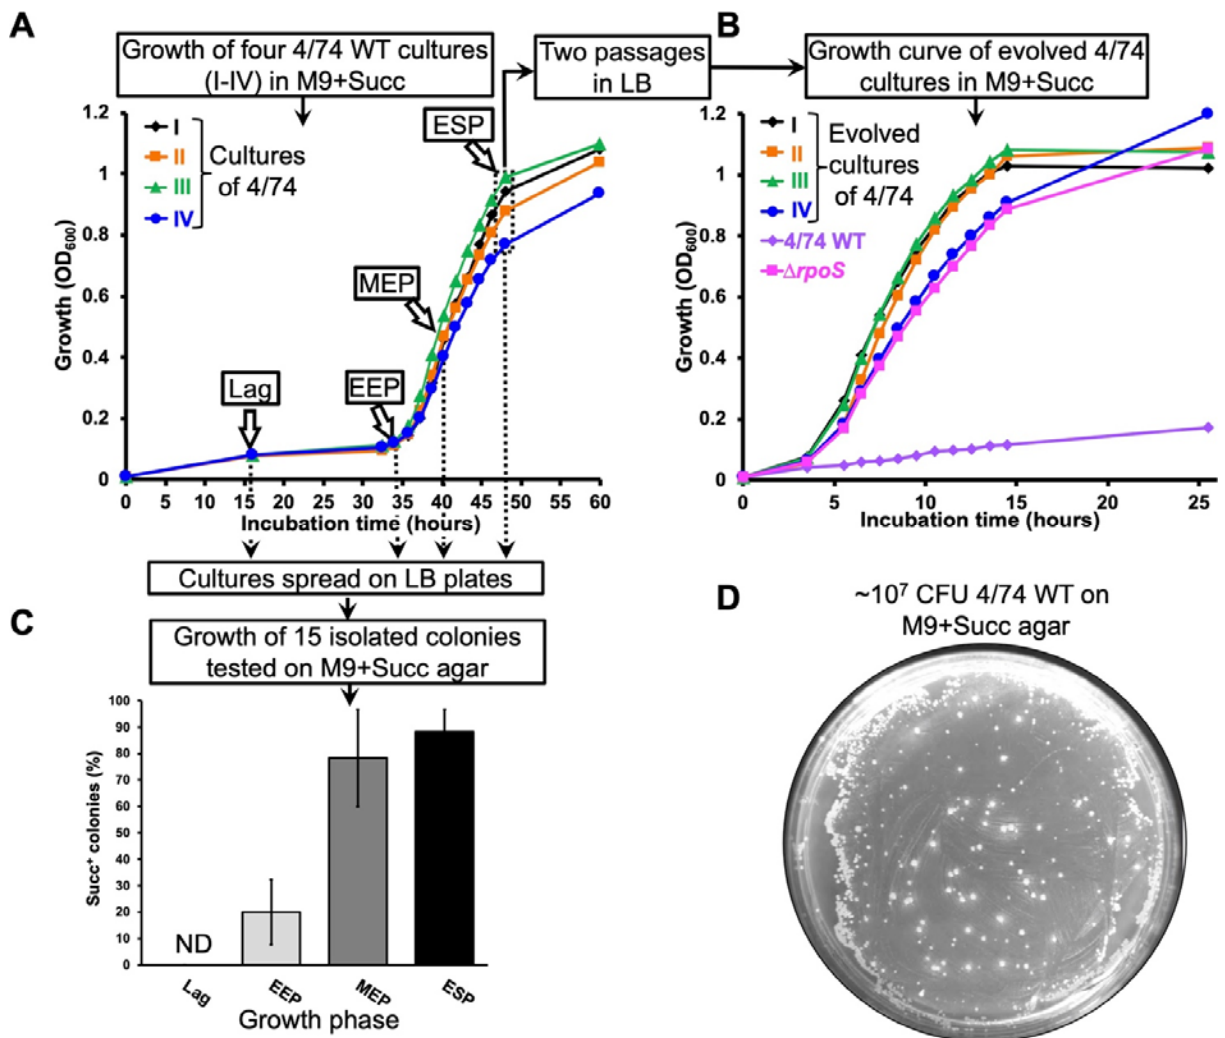 A
Growth of four 4/74 WT cultures
(I-IV) in M9+Succ
Two passages
in LB
B
Growth curve of evolved 4/74
cultures in M9+Succ
1.2
1
0.8
0.6
0.4
0.2
0
Growth (OD600)
I
II
III
IV
Cultures
of 4/74
ESP
MEP
EEP
Lag
0 5 10 15 20 25 30 35 40 45 50 55 60
Incubation time (hours)
1.2
1
0.8
0.6
0.4
0.2
0
Growth (OD600)
I
II
III
IV
Evolved
cultures
of 4/74
4/74 WT
ΔrpoS
0 5 10 15 20 25
Incubation time (hours)
Cultures spread on LB plates
C
Growth of 15 isolated colonies
tested on M9+Succ agar
100
90
80
70
60
50
40
30
20
10
0
Succ+ colonies (%)
ND
Lag EEP MEP ESP
Growth phase
D
~10⁷ CFU 4/74 WT on
M9+Succ agar